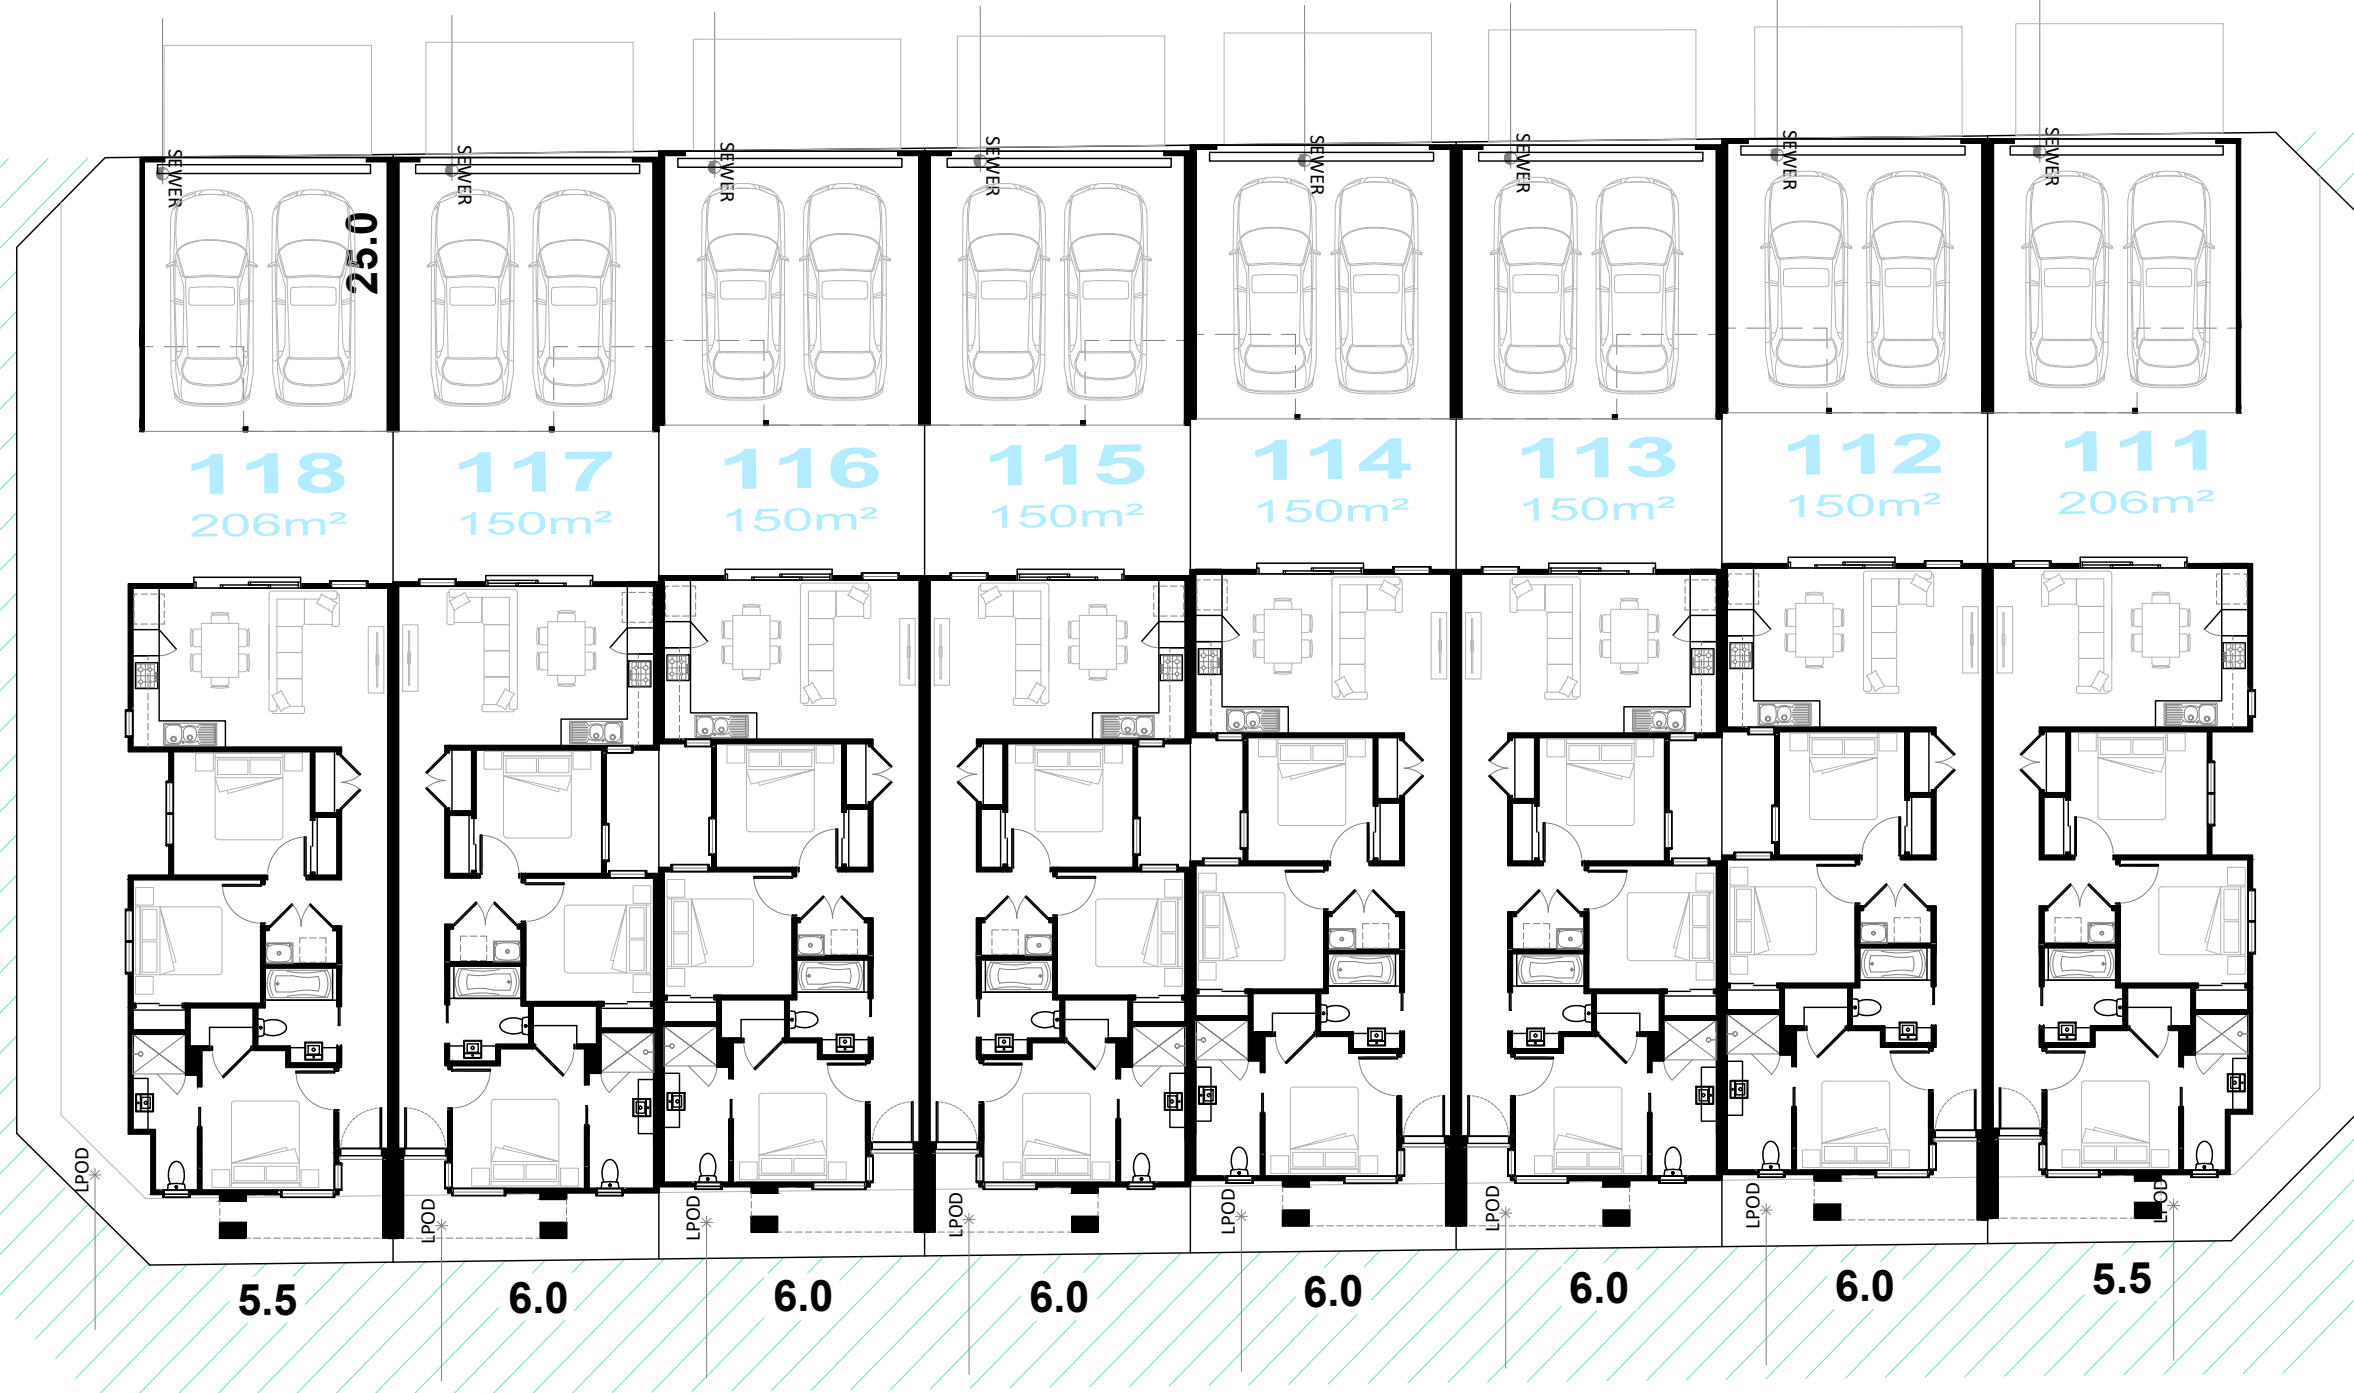 SEWER
SEWER
SEWER
SEWER
SEWER
SEWER
SEWER
SEWER
25.0
118
206m²
117
150m²
116
150m²
115
150m²
114
150m²
113
150m²
112
150m²
111
206m²
LPOD
LPOD
LPOD
LPOD
LPOD
LPOD
LPOD
LPOD
5.5
6.0
6.0
6.0
6.0
6.0
6.0
5.5